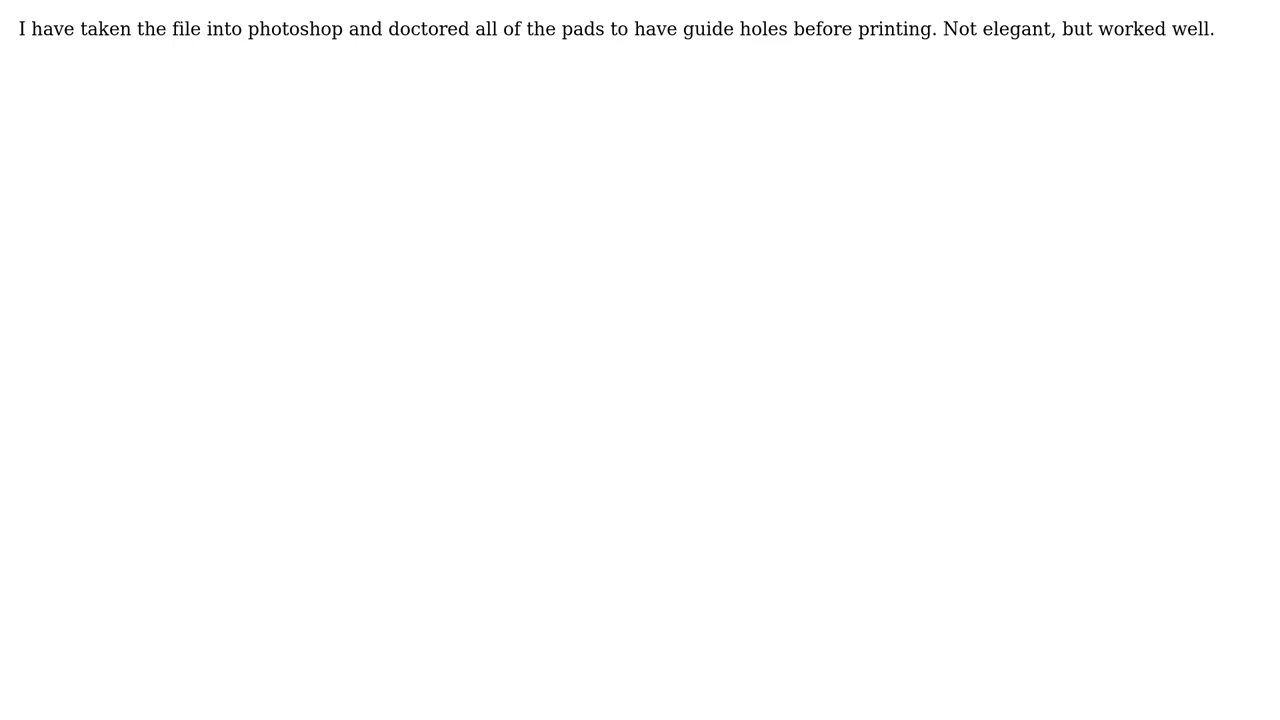 I have taken the file into photoshop and doctored all of the pads to have guide holes before printing. Not elegant, but worked well.